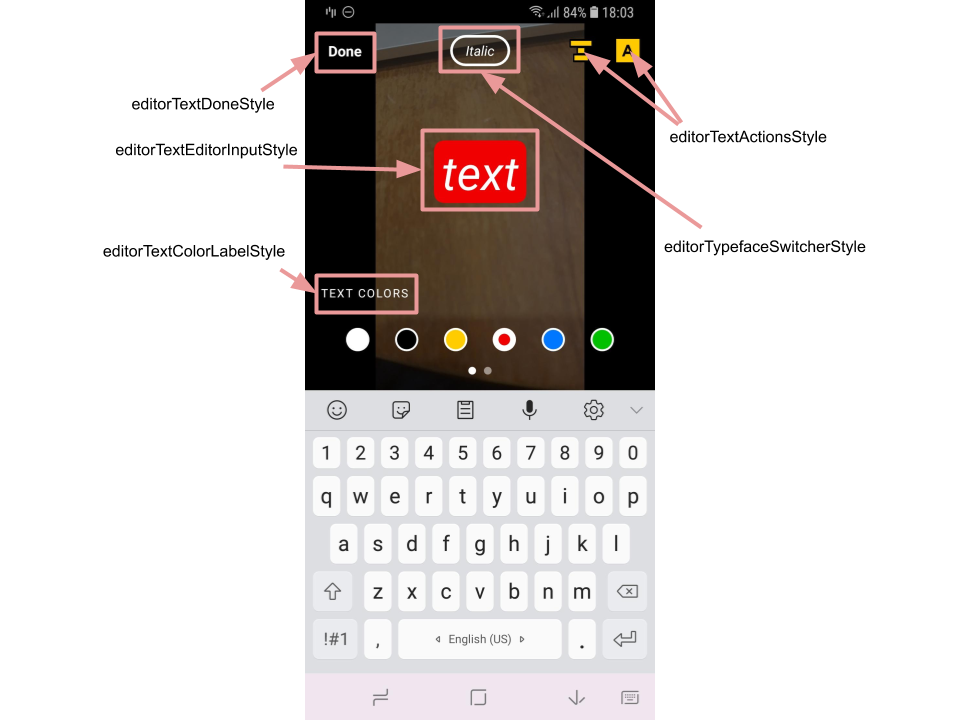 84% 18:03
Done
Italic
A
editorTextDoneStyle
editorTextActionsStyle
editorTextEditorInputStyle
text
editorTypefaceSwitcherStyle
editorTextColorLabelStyle
TEXT COLORS
1 2 3 4 5 6 7 8 9 0
q w e r t y u i o p
a s d f g h j k l
z x c v b n m
!#1 , English (US) .